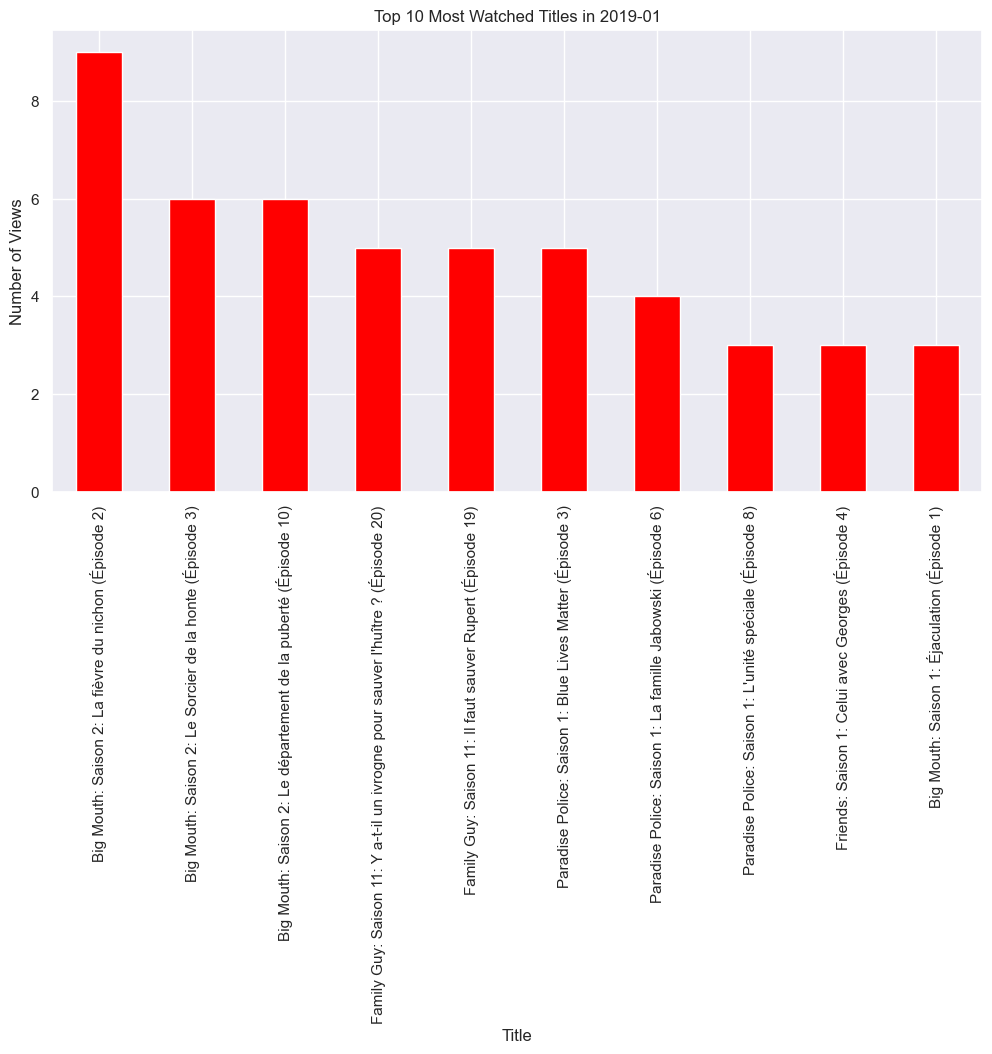 Top 10 Most Watched Titles in 2019-01
Number of Views
8
6
4
2
0
Big Mouth: Saison 2: La fièvre du nichon (Épisode 2)
Big Mouth: Saison 2: Le Sorcier de la honte (Épisode 3)
Big Mouth: Saison 2: Le département de la puberté (Épisode 10)
Family Guy: Saison 11: Y a-t-il un ivrogne pour sauver l'huître ? (Épisode 20)
Family Guy: Saison 11: Il faut sauver Rupert (Épisode 19)
Paradise Police: Saison 1: Blue Lives Matter (Épisode 3)
Paradise Police: Saison 1: La famille Jabowski (Épisode 6)
Paradise Police: Saison 1: L'unité spéciale (Épisode 8)
Friends: Saison 1: Celui avec Georges (Épisode 4)
Big Mouth: Saison 1: Éjaculation (Épisode 1)
Title